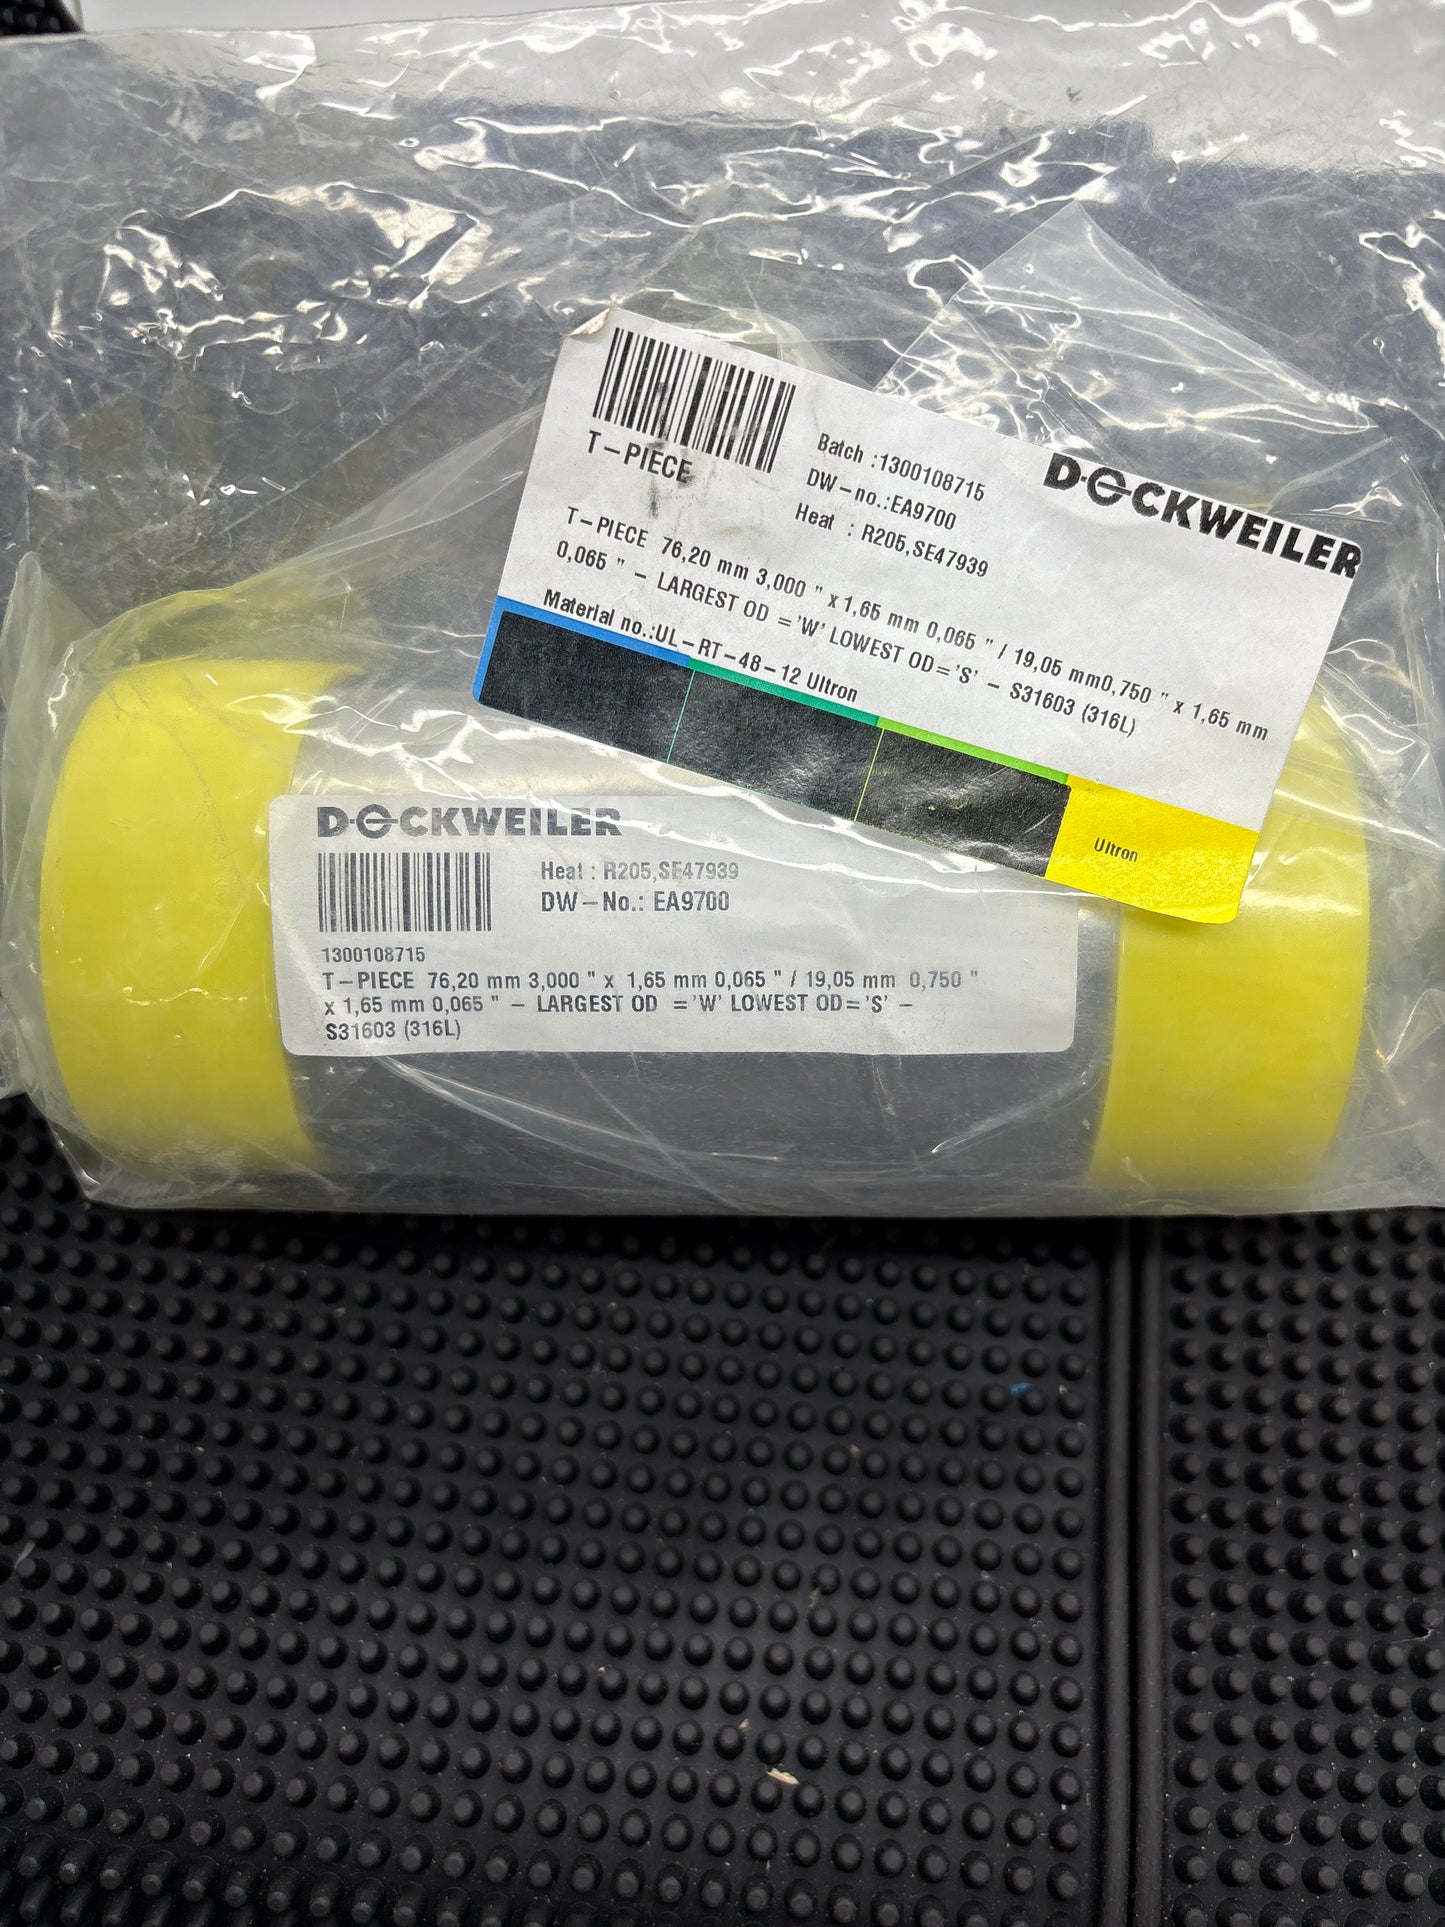 T-PIECE
Batch :1300108715
DW-no.:EA9700
Heat : R205,SE47939
DOCKWEILER
T-PIECE 76,20 mm 3,000 " x 1,65 mm 0,065 " / 19,05 mm0,750 " x 1,65 mm
0,065 " - LARGEST OD ='W' LOWEST OD='S' - S31603 (316L)
Material no.:UL-RT-48-12 Ultron
Ultron
DOCKWEILER
Heat : R205,SE47939
DW-No.: EA9700
1300108715
T-PIECE 76,20 mm 3,000 " x 1,65 mm 0,065 " / 19,05 mm 0,750 "
x 1,65 mm 0,065 " - LARGEST OD ='W' LOWEST OD='S' -
S31603 (316L)